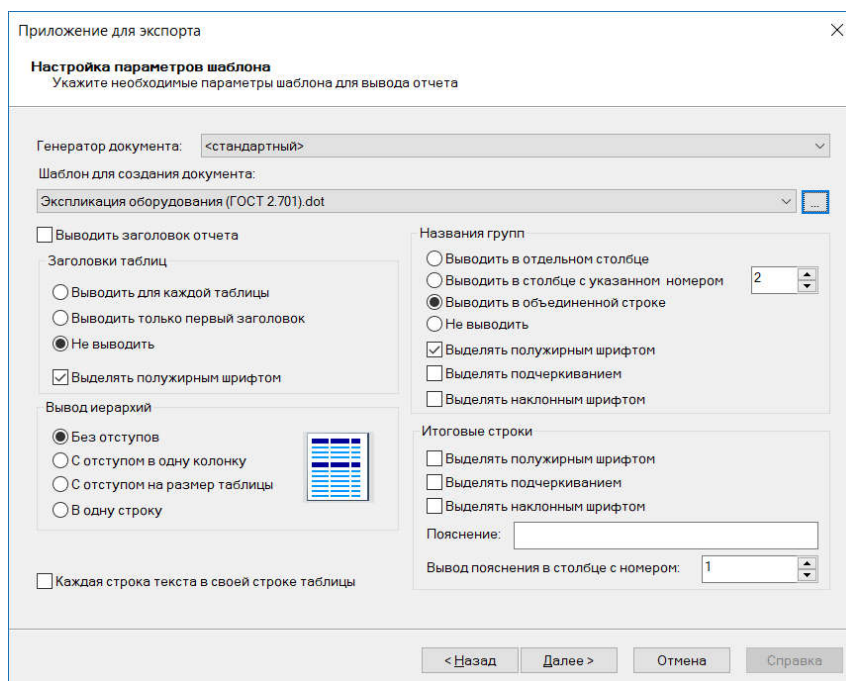 Приложение для экспорта
Настройка параметров шаблона
Укажите необходимые параметры шаблона для вывода отчета
Генератор документа: <стандартный>
Шаблон для создания документа:
Экспликация оборудования (ГОСТ 2.701).dot ...
Выводить заголовок отчета
Заголовки таблиц
Выводить для каждой таблицы
Выводить только первый заголовок
Не выводить
Выделять полужирным шрифтом
Вывод иерархий
Без отступов
С отступом в одну колонку
С отступом на размер таблицы
В одну строку
Каждая строка текста в своей строке таблицы
Названия групп
Выводить в отдельном столбце
Выводить в столбце с указанном номером 2
Выводить в объединенной строке
Не выводить
Выделять полужирным шрифтом
Выделять подчеркиванием
Выделять наклонным шрифтом
Итоговые строки
Выделять полужирным шрифтом
Выделять подчеркиванием
Выделять наклонным шрифтом
Пояснение:
Вывод пояснения в столбце с номером: 1
< Назад Далее > Отмена Справка